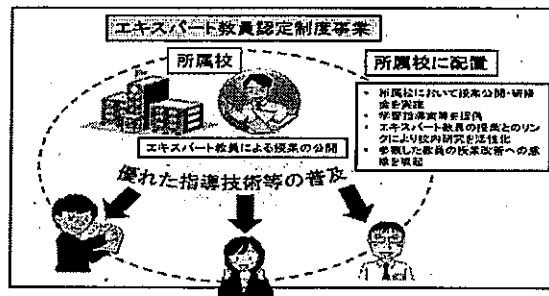 エキスパート教員認定制度事業
所属校
所属校に配置
• 所属校において授業公開・研修
会を実施
• 学習指導案等を提供
• エキスパート教員の授業とのリン
クにより校内研究を活性化
• 参観した教員の授業改善への意
欲を喚起
エキスパート教員による授業の公開
優れた指導技術等の普及